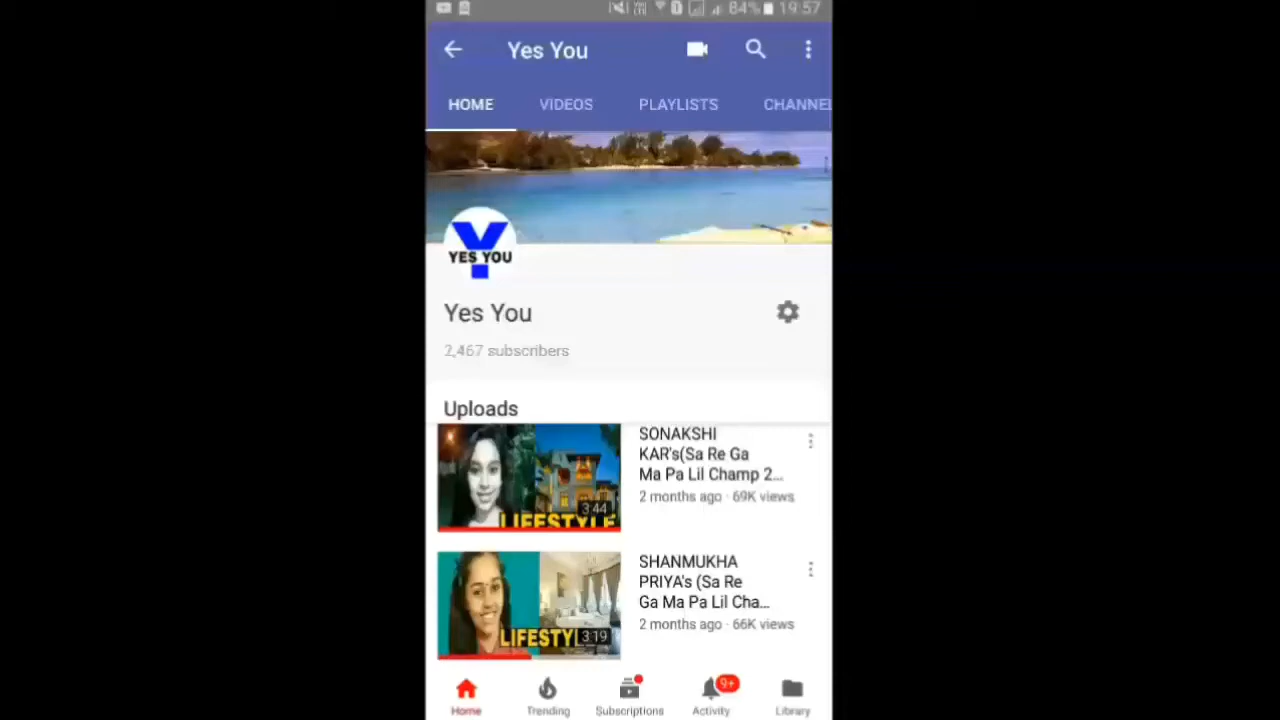 84% 19:57
Yes You
HOME VIDEOS PLAYLISTS CHANNEL
YES YOU
Yes You
2,467 subscribers
Uploads
SONAKSHI
KAR's(Sa Re Ga
Ma Pa Lil Champ 2...
2 months ago · 69K views
LIFESTYLE
3:44
SHANMUKHA
PRIYA's (Sa Re
Ga Ma Pa Lil Cha...
2 months ago · 66K views
LIFESTYL
3:19
Home Trending Subscriptions Activity Library
9+